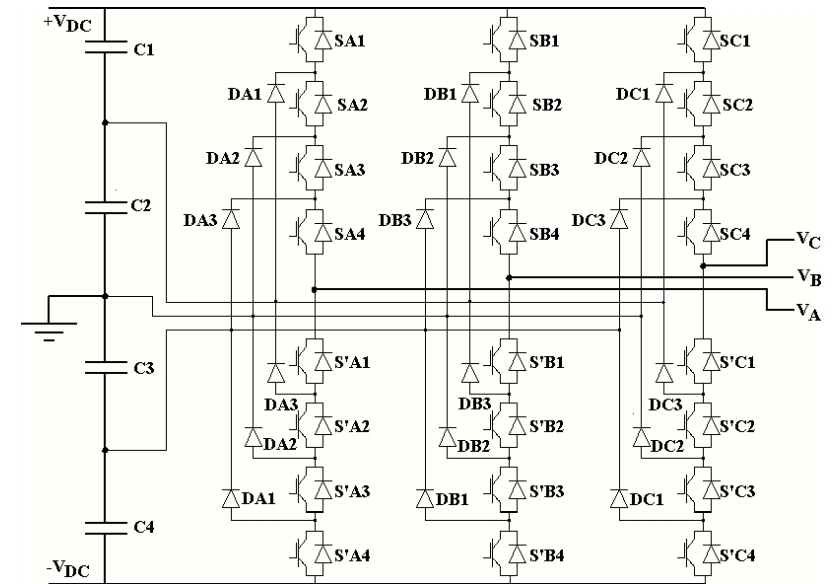 +VDC
C1
SA1
SB1
SC1
DA1
SA2
DB1
SB2
DC1
SC2
DA2
SA3
DB2
SB3
DC2
SC3
C2
DA3
SA4
DB3
SB4
DC3
SC4
VC
VB
VA
C3
S'A1
S'B1
S'C1
DA3
DB3
DC3
S'A2
S'B2
S'C2
DA2
DB2
DC2
S'A3
S'B3
S'C3
DA1
DB1
DC1
C4
S'A4
S'B4
S'C4
-VDC